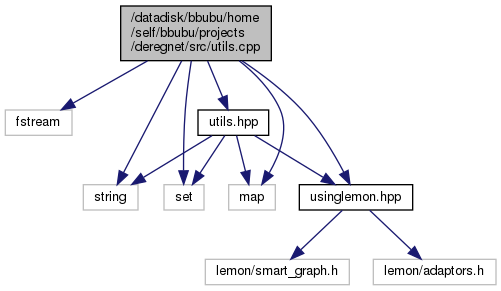 /datadisk/bbubu/home
/self/bbubu/projects
/deregnet/src/utils.cpp
fstream
utils.hpp
string
set
map
usinglemon.hpp
lemon/smart_graph.h
lemon/adaptors.h